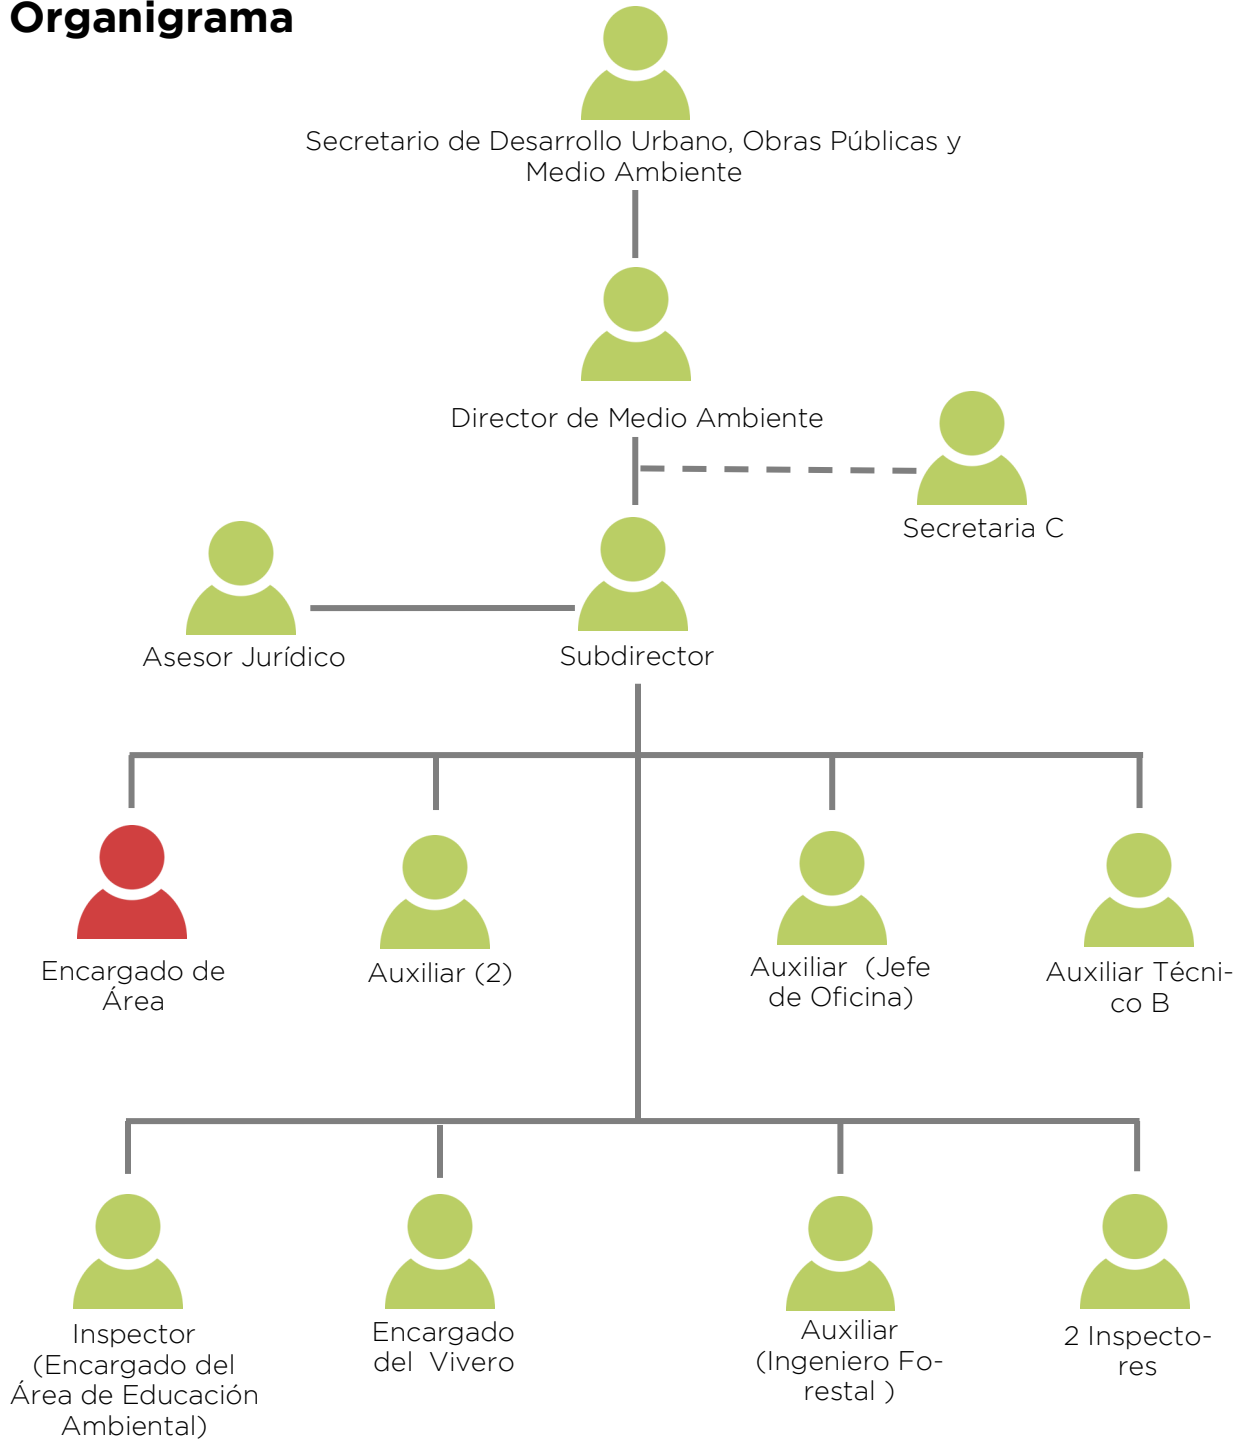 Organigrama
Secretario de Desarrollo Urbano, Obras Públicas y
Medio Ambiente
Director de Medio Ambiente
Secretaria C
Asesor Jurídico
Subdirector
Encargado de
Área
Auxiliar (2)
Auxiliar  (Jefe
de Oficina)
Auxiliar Técni-
co B
Inspector
(Encargado del
Área de Educación
Ambiental)
Encargado
del  Vivero
Auxiliar
(Ingeniero Fo-
restal )
2 Inspecto-
res